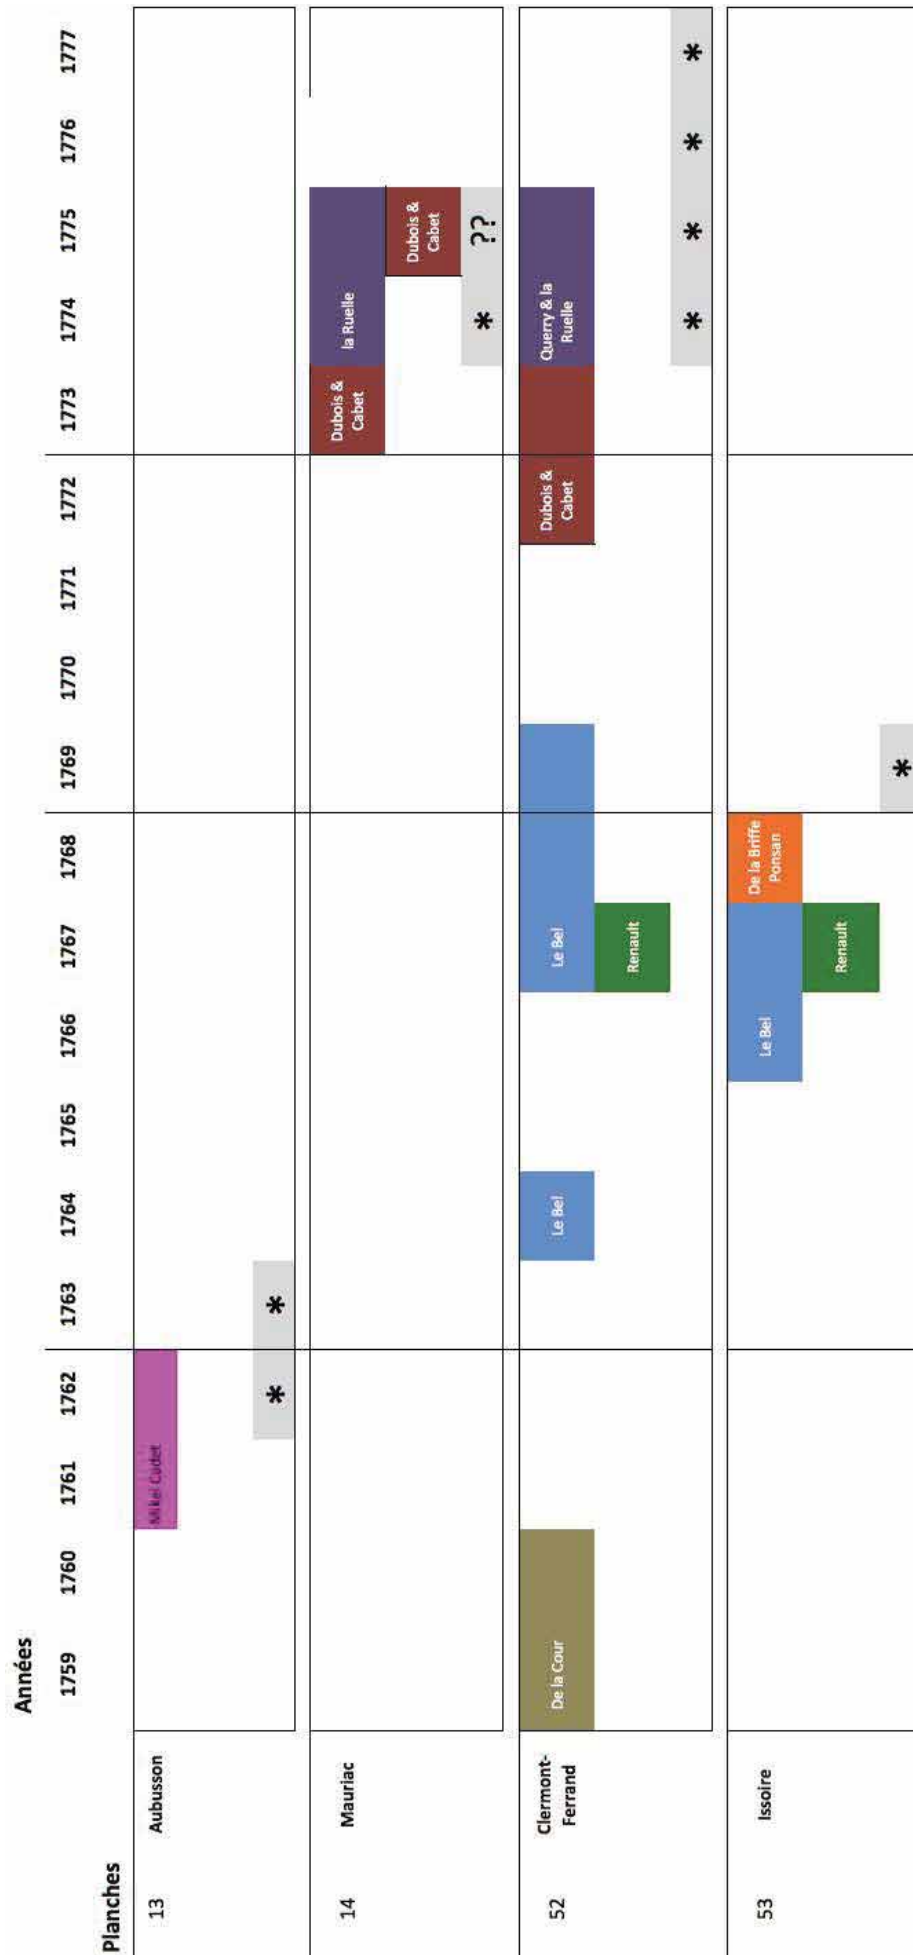 Années
Planches
1759 1760 1761 1762 1763 1764 1765 1766 1767 1768 1769 1770 1771 1772 1773 1774 1775 1776 1777
13 Aubusson
Mikel Cadet
* *
14 Mauriac
Dubois &
Cabet
la Ruelle
Dubois &
Cabet
* ??
52 Clermont-
Ferrand
De la Cour
Le Bel
Le Bel
Dubois &
Cabet
Querry & la
Ruelle
Renault
* * * *
53 Issoire
Le Bel
De la Briffe
Ponsan
Renault
*